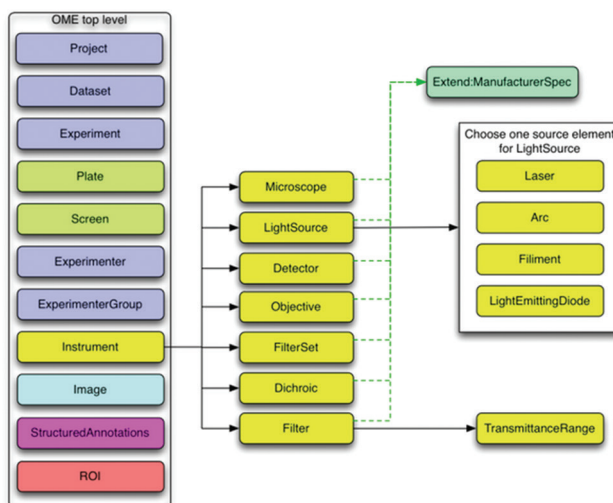 OME top level
Project
Dataset
Experiment
Plate
Screen
Experimenter
ExperimenterGroup
Instrument
Image
StructuredAnnotations
ROI
Microscope
LightSource
Detector
Objective
FilterSet
Dichroic
Filter
Extend:ManufacturerSpec
Choose one source element
for LightSource
Laser
Arc
Filiment
LightEmittingDiode
TransmittanceRange